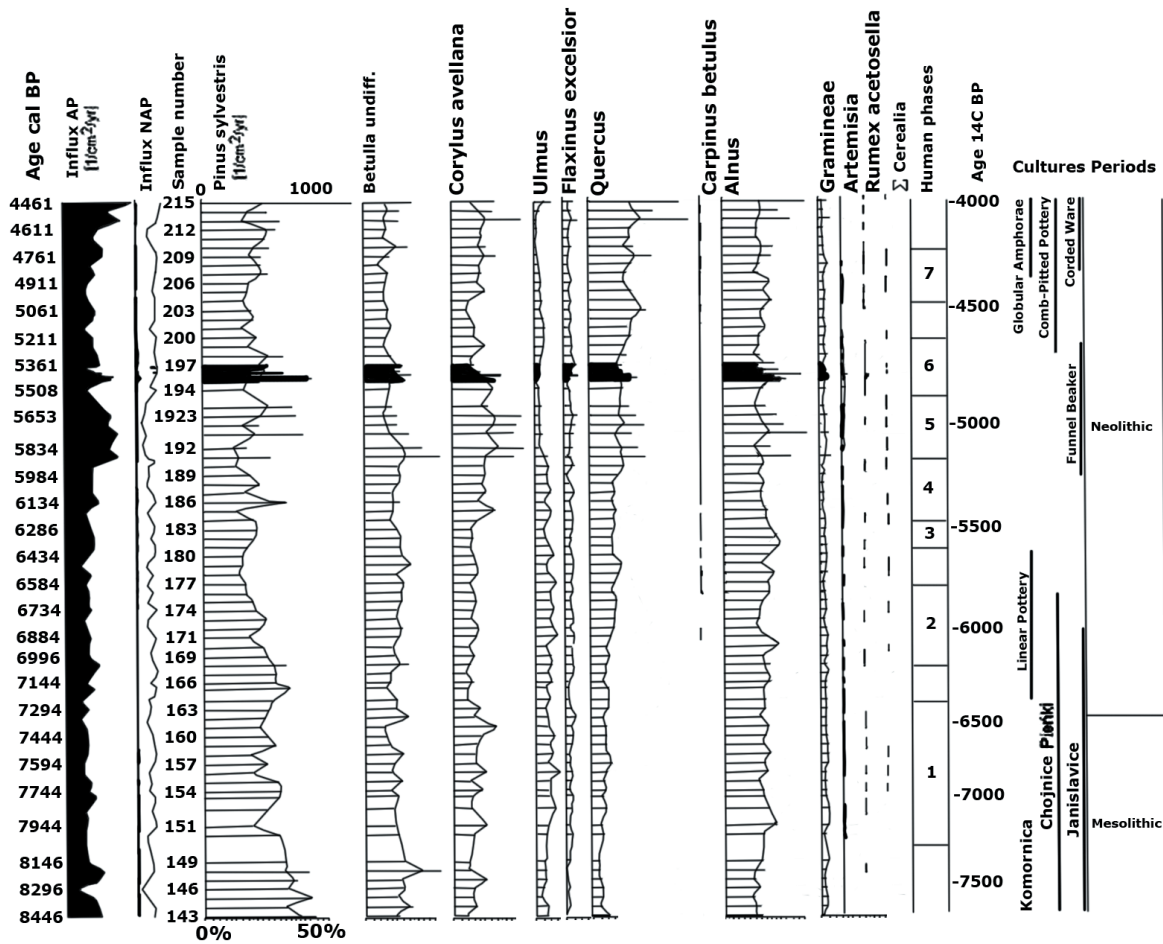 Age cal BP
Influx AP
[1/cm2/yr]
Influx NAP
Sample number
Pinus sylvestris
[1/cm2/yr]
Betulla undiff.
Corylus avellana
Ulmus
Flaxinus excelsior
Quercus
Carpinus betulus
Alnus
Gramineae
Artemisia
Rumex acetosella
Σ Cerealia
Human phases
Age 14C BP
Cultures Periods
0 1000
4461 215 -4000
4611 212
4761 209
4911 206
5061 203 -4500
5211 200
5361 197
5508 194
5653 1923 -5000
5834 192
5984 189
6134 186
6286 183 -5500
6434 180
6584 177
6734 174
6884 171 -6000
6996 169
7144 166
7294 163 -6500
7444 160
7594 157
7744 154 -7000
7944 151
8146 149
8296 146 -7500
8446 143
0% 50%
7
6
5
4
3
2
1
Globular Amphorae
Comb-Pitted Pottery
Corded Ware
Funnel Beaker
Neolithic
Linear Pottery
Komornica
Chojnice Pieńki
Janislavice
Mesolithic